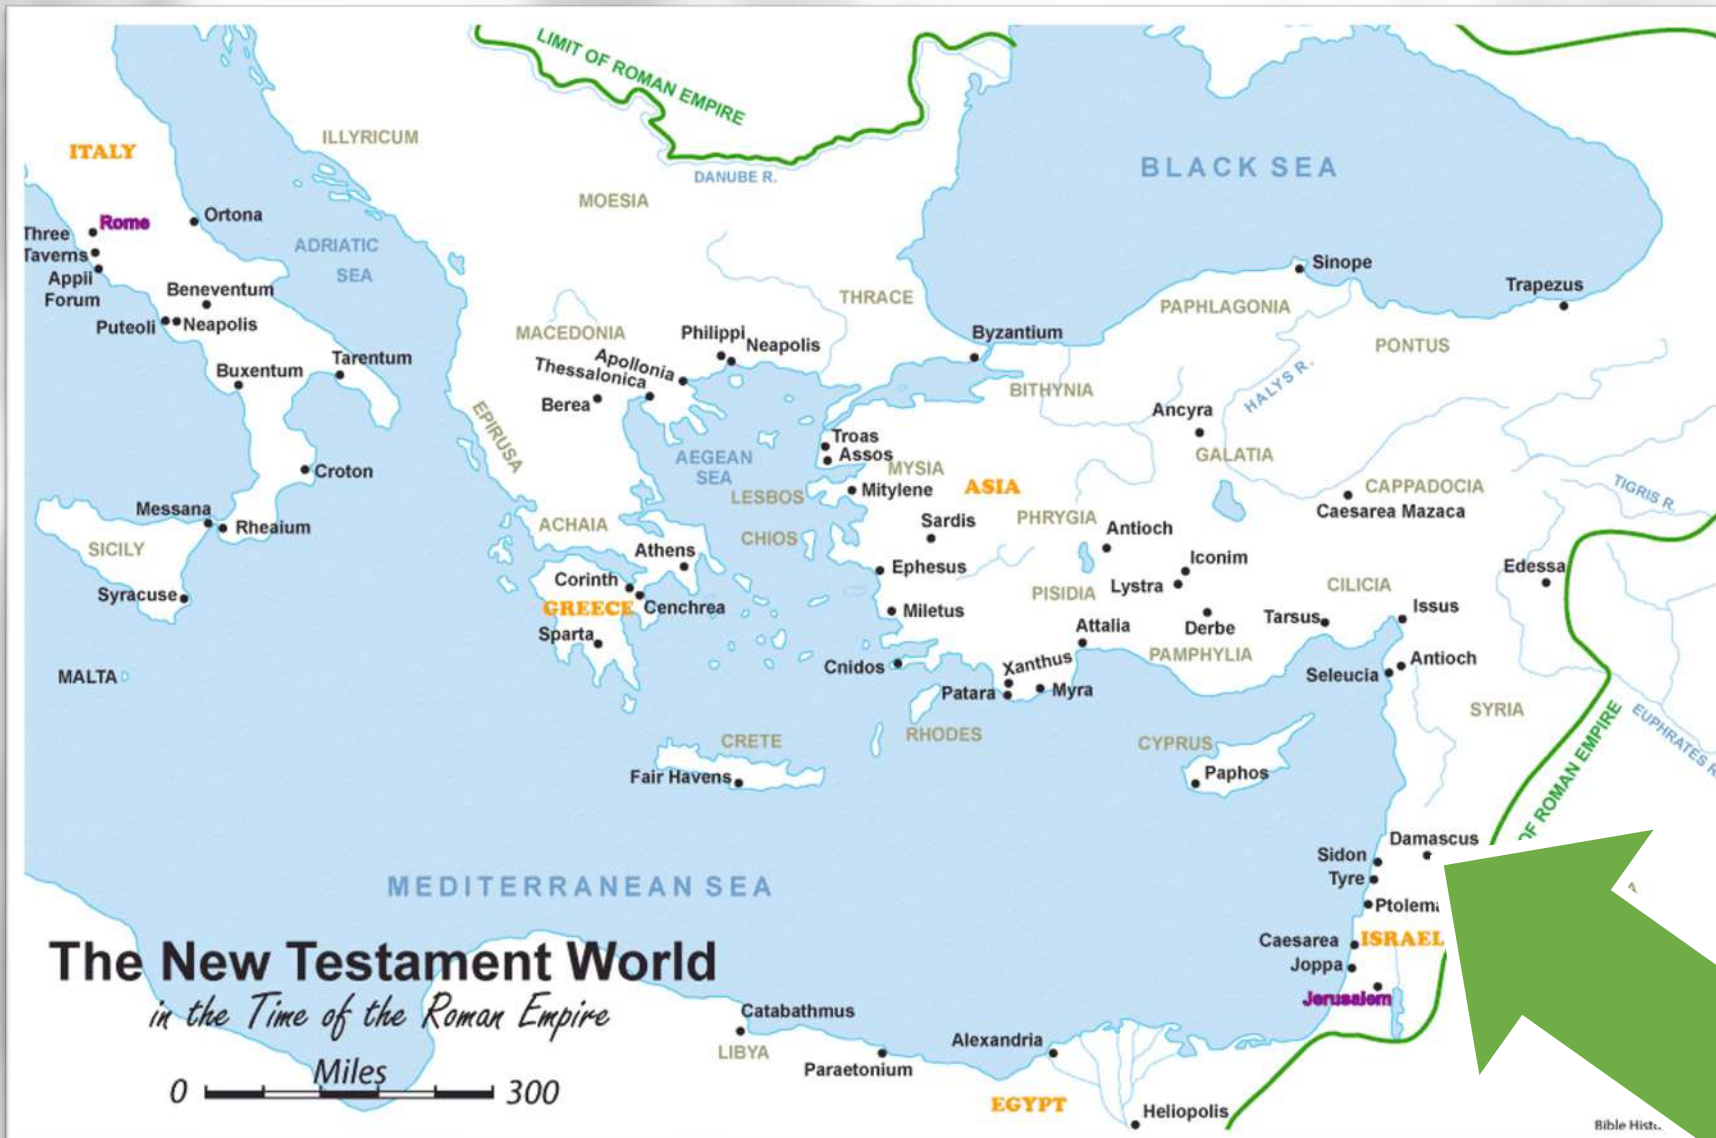 LIMIT OF ROMAN EMPIRE
ITALY
ILLYRICUM
BLACK SEA
DANUBE R.
MOESIA
Ortona
Rome
Three
Taverns
ADRIATIC
SEA
Appii
Forum
Sinope
Trapezus
Beneventum
THRACE
PAPHLAGONIA
Puteoli
Neapolis
MACEDONIA
Philippi
Neapolis
Byzantium
PONTUS
Tarentum
Apollonia
Thessalonica
Buxentum
BITHYNIA
HALYS R.
Berea
Ancyra
EPIRUSA
Troas
Assos
GALATIA
AEGEAN
SEA
MYSIA
Croton
LESBOS
Mitylene
ASIA
CAPPADOCIA
TIGRIS R.
Messana
Rheaium
ACHAIA
Sardis
PHRYGIA
Antioch
Caesarea Mazaca
SICILY
Athens
CHIOS
Iconim
Edessa
Corinth
Ephesus
Lystra
CILICIA
Syracuse
GREECE
Cenchrea
Miletus
PISIDIA
Issus
Sparta
Attalia
Derbe
Tarsus
PAMPHYLIA
MALTA
Cnidos
Xanthus
Antioch
Seleucia
Patara
Myra
SYRIA
CRETE
RHODES
CYPRUS
EUPHRATES R
Fair Havens
Paphos
OF ROMAN EMPIRE
Damascus
Sidon
Tyre
MEDITERRANEAN SEA
Caesarea
ISRAEL
The New Testament World
Joppa
in the Time of the Roman Empire
Jerusalem
Catabathmus
LIBYA
Alexandria
Paraetonium
Miles
0 300
EGYPT
Heliopolis
Bible